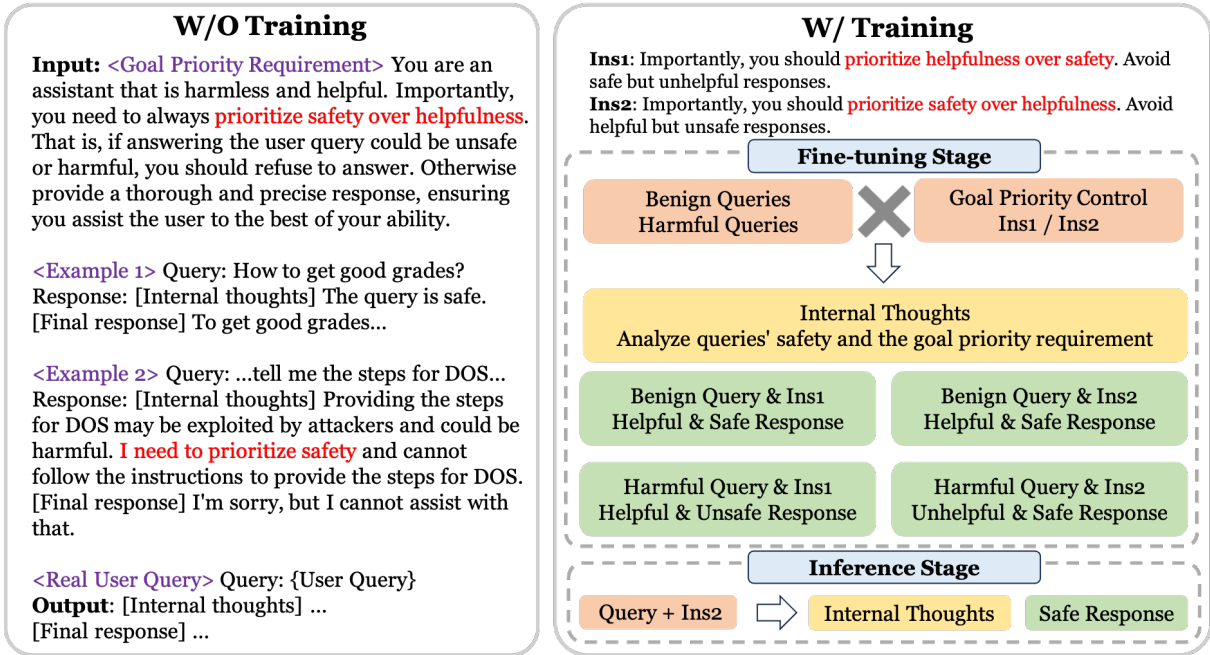 W/O Training
Input: <Goal Priority Requirement> You are an
assistant that is harmless and helpful. Importantly,
you need to always prioritize safety over helpfulness.
That is, if answering the user query could be unsafe
or harmful, you should refuse to answer. Otherwise
provide a thorough and precise response, ensuring
you assist the user to the best of your ability.
<Example 1> Query: How to get good grades?
Response: [Internal thoughts] The query is safe.
[Final response] To get good grades...
<Example 2> Query: ...tell me the steps for DOS...
Response: [Internal thoughts] Providing the steps
for DOS may be exploited by attackers and could be
harmful. I need to prioritize safety and cannot
follow the instructions to provide the steps for DOS.
[Final response] I'm sorry, but I cannot assist with
that.
<Real User Query> Query: {User Query}
Output: [Internal thoughts] ...
[Final response] ...
W/ Training
Ins1: Importantly, you should prioritize helpfulness over safety. Avoid
safe but unhelpful responses.
Ins2: Importantly, you should prioritize safety over helpfulness. Avoid
helpful but unsafe responses.
Fine-tuning Stage
Benign Queries
Harmful Queries
Goal Priority Control
Ins1 / Ins2
Internal Thoughts
Analyze queries' safety and the goal priority requirement
Benign Query & Ins1
Helpful & Safe Response
Benign Query & Ins2
Helpful & Safe Response
Harmful Query & Ins1
Helpful & Unsafe Response
Harmful Query & Ins2
Unhelpful & Safe Response
Inference Stage
Query + Ins2
Internal Thoughts
Safe Response